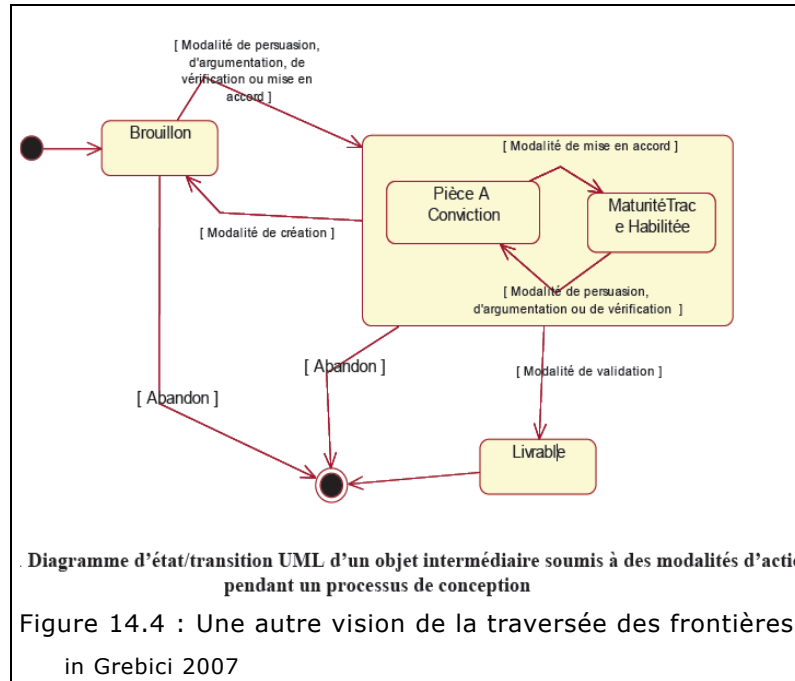 [ Modalité de persuasion,
d'argumentation, de
vérification ou mise en
accord ]
Brouillon
[ Modalité de mise en accord ]
Pièce A
Conviction
MaturitéTrac
e Habilitée
[ Modalité de création ]
[ Modalité de persuasion,
d'argumentation ou de vérification ]
[ Abandon ]
[ Modalité de validation ]
[ Abandon ]
Livrable
. Diagramme d'état/transition UML d'un objet intermédiaire soumis à des modalités d'actio
pendant un processus de conception
Figure 14.4 : Une autre vision de la traversée des frontières
in Grebici 2007